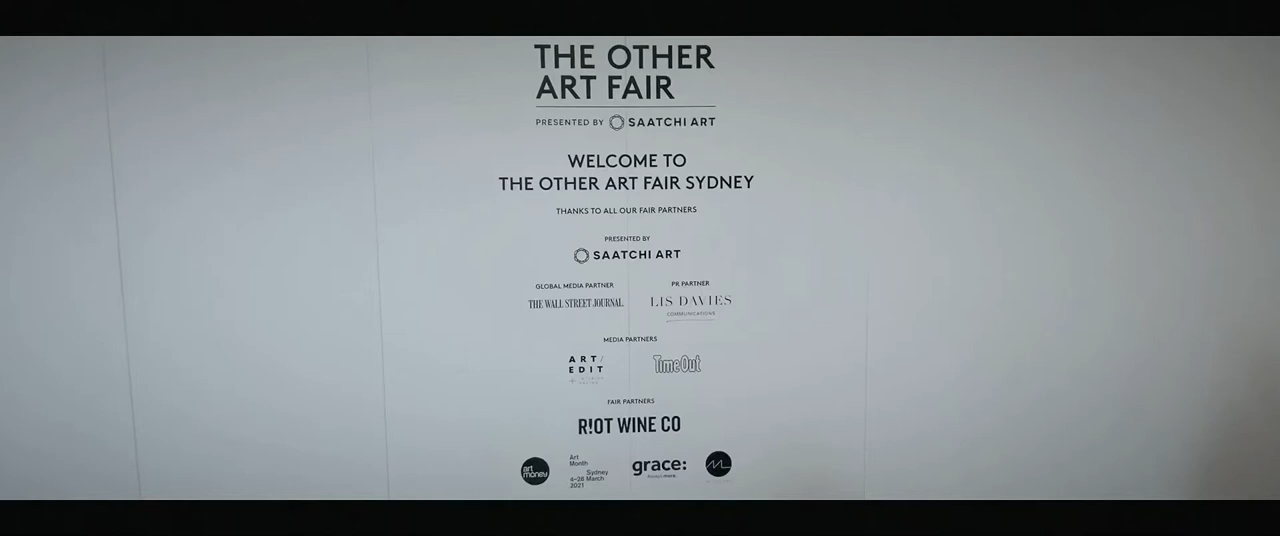 THE OTHER
ART FAIR
PRESENTED BY SAATCHI ART
WELCOME TO
THE OTHER ART FAIR SYDNEY
THANKS TO ALL OUR FAIR PARTNERS
PRESENTED BY
SAATCHI ART
GLOBAL MEDIA PARTNER
THE WALL STREET JOURNAL.
PR PARTNER
LIS DAVIES
COMMUNICATIONS
MEDIA PARTNERS
ART/
EDIT
TimeOut
FAIR PARTNERS
R!OT WINE CO
art
money
Art
Month
Sydney
4–28 March
2021
grace: